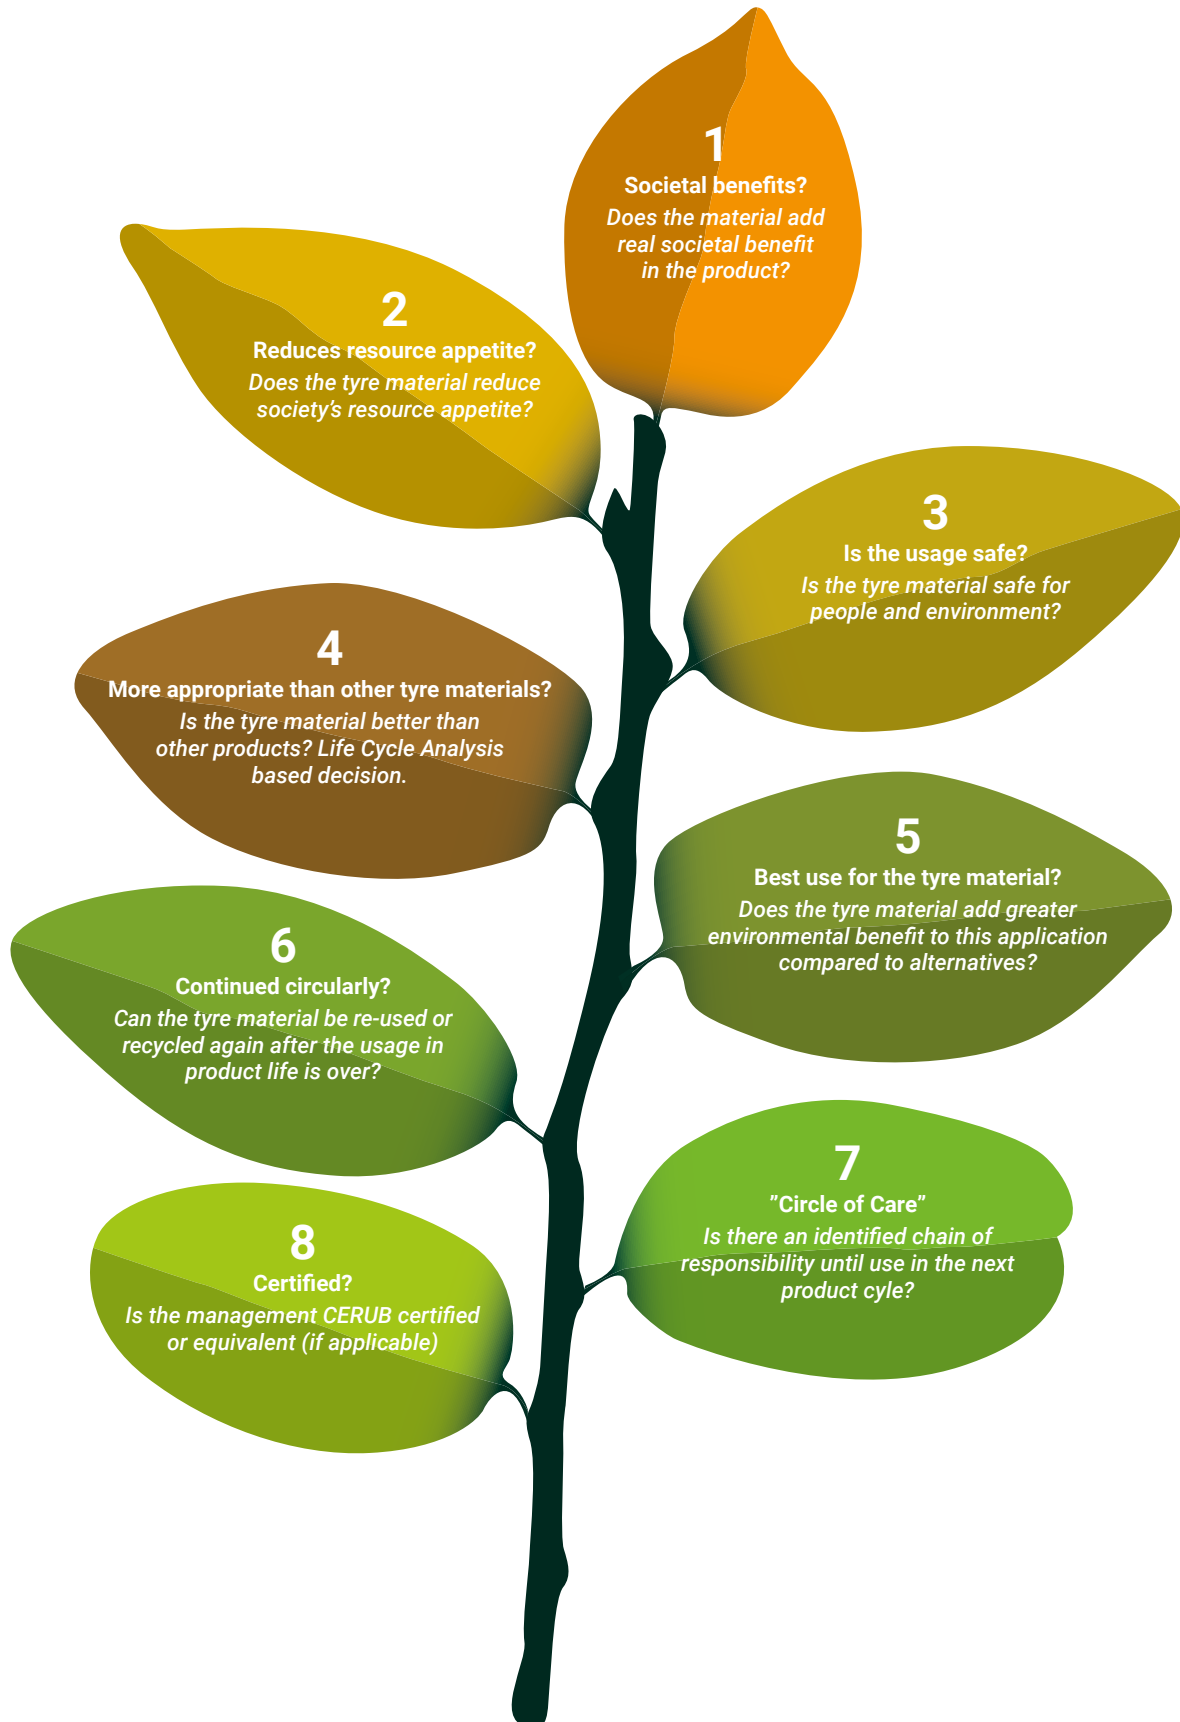 1
Societal benefits?
Does the material add
real societal benefit
in the product?
2
Reduces resource appetite?
Does the tyre material reduce
society’s resource appetite?
3
Is the usage safe?
Is the tyre material safe for
people and environment?
4
More appropriate than other tyre materials?
Is the tyre material better than
other products? Life Cycle Analysis
based decision.
5
Best use for the tyre material?
Does the tyre material add greater
environmental benefit to this application
compared to alternatives?
6
Continued circularly?
Can the tyre material be re-used or
recycled again after the usage in
product life is over?
7
”Circle of Care”
Is there an identified chain of
responsibility until use in the next
product cyle?
8
Certified?
Is the management CERUB certified
or equivalent (if applicable)